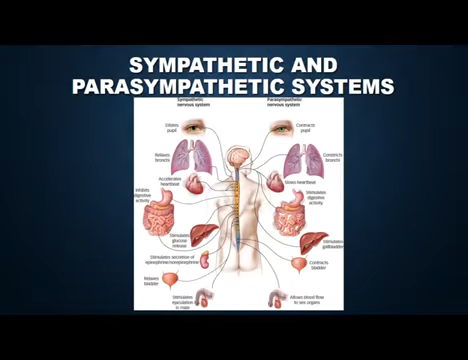 SYMPATHETIC AND
PARASYMPATHETIC SYSTEMS
Sympathetic
nervous system
Parasympathetic
nervous system
Dilates
pupil
Contracts
pupil
Relaxes
bronchi
Constricts
bronchi
Accelerates
heartbeat
Slows heartbeat
Inhibits
digestive
activity
Stimulates
digestive
activity
Stimulates
glucose
release
Stimulates
gallbladder
Stimulates secretion of
epinephrine/norepinephrine
Contracts
bladder
Relaxes
bladder
Stimulates
ejaculation
Allows blood flow
to sex organs